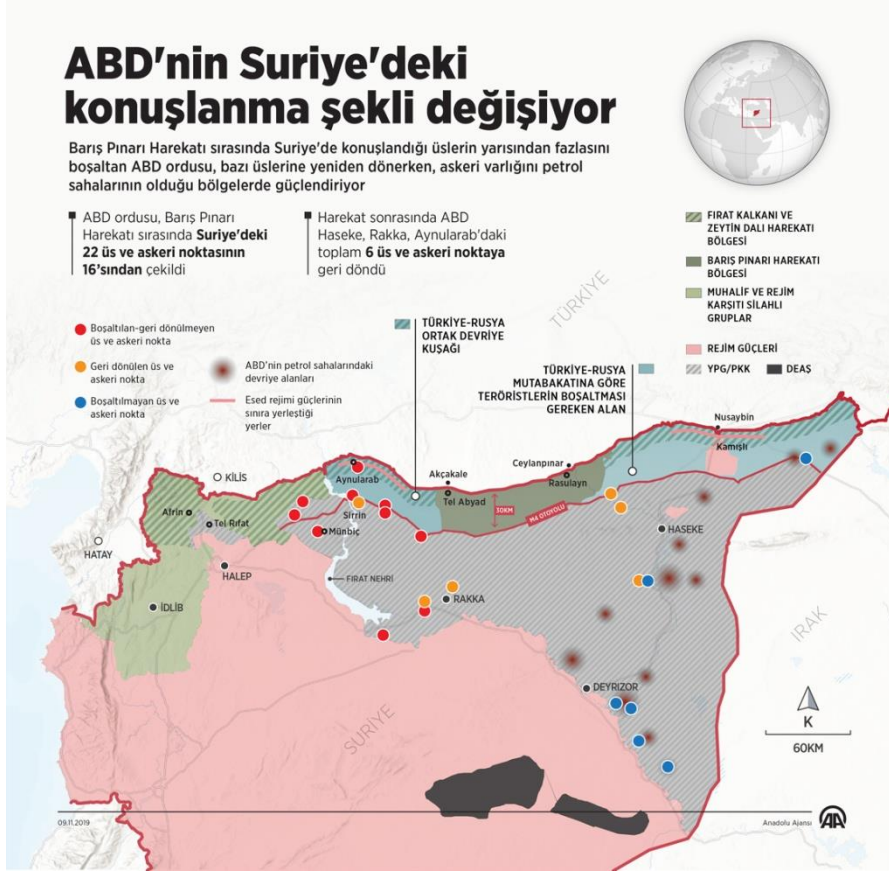 ABD'nin Suriye'deki
konuşlanma şekli değişiyor
Barış Pınarı Harekatı sırasında Suriye'de konuşlandığı üslerin yarısından fazlasını
boşaltan ABD ordusu, bazı üslerine yeniden dönerken, askeri varlığını petrol
sahalarının olduğu bölgelerde güçlendiriyor
ABD ordusu, Barış Pınarı
Harekatı sırasında Suriye'deki
22 üs ve askeri noktasının
16'sından çekildi
Harekat sonrasında ABD
Haseke, Rakka, Aynularab'daki
toplam 6 üs ve askeri noktaya
geri döndü
FIRAT KALKANI VE
ZEYTİN DALI HAREKATI
BÖLGESİ
BARIŞ PINARI HAREKATI
BÖLGESİ
MUHALİF VE REJİM
KARŞITI SİLAHLI
GRUPLAR
REJİM GÜÇLERİ
YPG/PKK
DEAŞ
Boşaltılan-geri dönülmeyen
üs ve askeri nokta
Geri dönülen üs ve
askeri nokta
Boşaltılmayan üs ve
askeri nokta
ABD'nin petrol sahalarındaki
devriye alanları
Esed rejimi güçlerinin
sınıra yerleştiği
yerler
TÜRKİYE-RUSYA
ORTAK DEVRİYE
KUŞAĞI
TÜRKİYE-RUSYA
MUTABAKATINA GÖRE
TERÖRİSTLERİN BOŞALTMASI
GEREKEN ALAN
TÜRKİYE
Nusaybin
Kamışlı
Ceylanpınar
Rasulayn
Akçakale
Tel Abyad
Aynularab
KİLİS
Afrin
Tel Rıfat
Sirrin
Münbiç
30KM
M4 OTOYOLU
HASEKE
HATAY
HALEP
FIRAT NEHRİ
İDLİB
RAKKA
IRAK
DEYRİZOR
SURİYE
K
60KM
09.11.2019
Anadolu Ajansı
AA